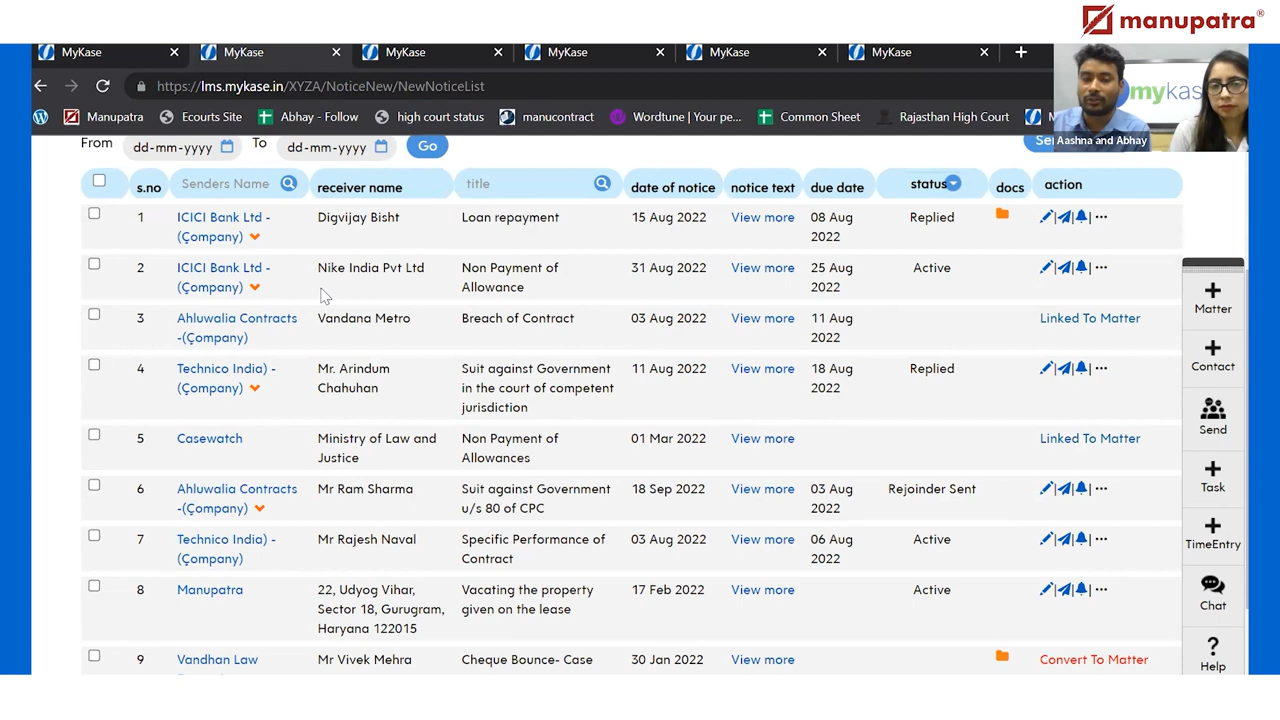 manupatra®
MyKase MyKase MyKase MyKase MyKase MyKase
https://lms.mykase.in/XYZA/NoticeNew/NewNoticeList
Manupatra Ecourts Site Abhay - Follow high court status manucontract Wordtune | Your pe... Common Sheet Rajasthan High Court
Aashna and Abhay
From dd-mm-yyyy To dd-mm-yyyy Go
s.no Senders Name receiver name title date of notice notice text due date status docs action
1 ICICI Bank Ltd - Digvijay Bisht Loan repayment 15 Aug 2022 View more 08 Aug Replied
(Çompany) 2022
2 ICICI Bank Ltd - Nike India Pvt Ltd Non Payment of 31 Aug 2022 View more 25 Aug Active
(Çompany) Allowance 2022
3 Ahluwalia Contracts Vandana Metro Breach of Contract 03 Aug 2022 View more 11 Aug Linked To Matter
-(Çompany) 2022
4 Technico India) - Mr. Arindum Suit against Government 11 Aug 2022 View more 18 Aug Replied
(Çompany) Chahuhan in the court of competent 2022
jurisdiction
5 Casewatch Ministry of Law and Non Payment of 01 Mar 2022 View more Linked To Matter
Justice Allowances
6 Ahluwalia Contracts Mr Ram Sharma Suit against Government 18 Sep 2022 View more 03 Aug Rejoinder Sent
-(Çompany) u/s 80 of CPC 2022
7 Technico India) - Mr Rajesh Naval Specific Performance of 03 Aug 2022 View more 06 Aug Active
(Çompany) Contract 2022
8 Manupatra 22, Udyog Vihar, Vacating the property 17 Feb 2022 View more Active
Sector 18, Gurugram, given on the lease
Haryana 122015
9 Vandhan Law Mr Vivek Mehra Cheque Bounce- Case 30 Jan 2022 View more Convert To Matter
Matter
Contact
Send
Task
TimeEntry
Chat
Help